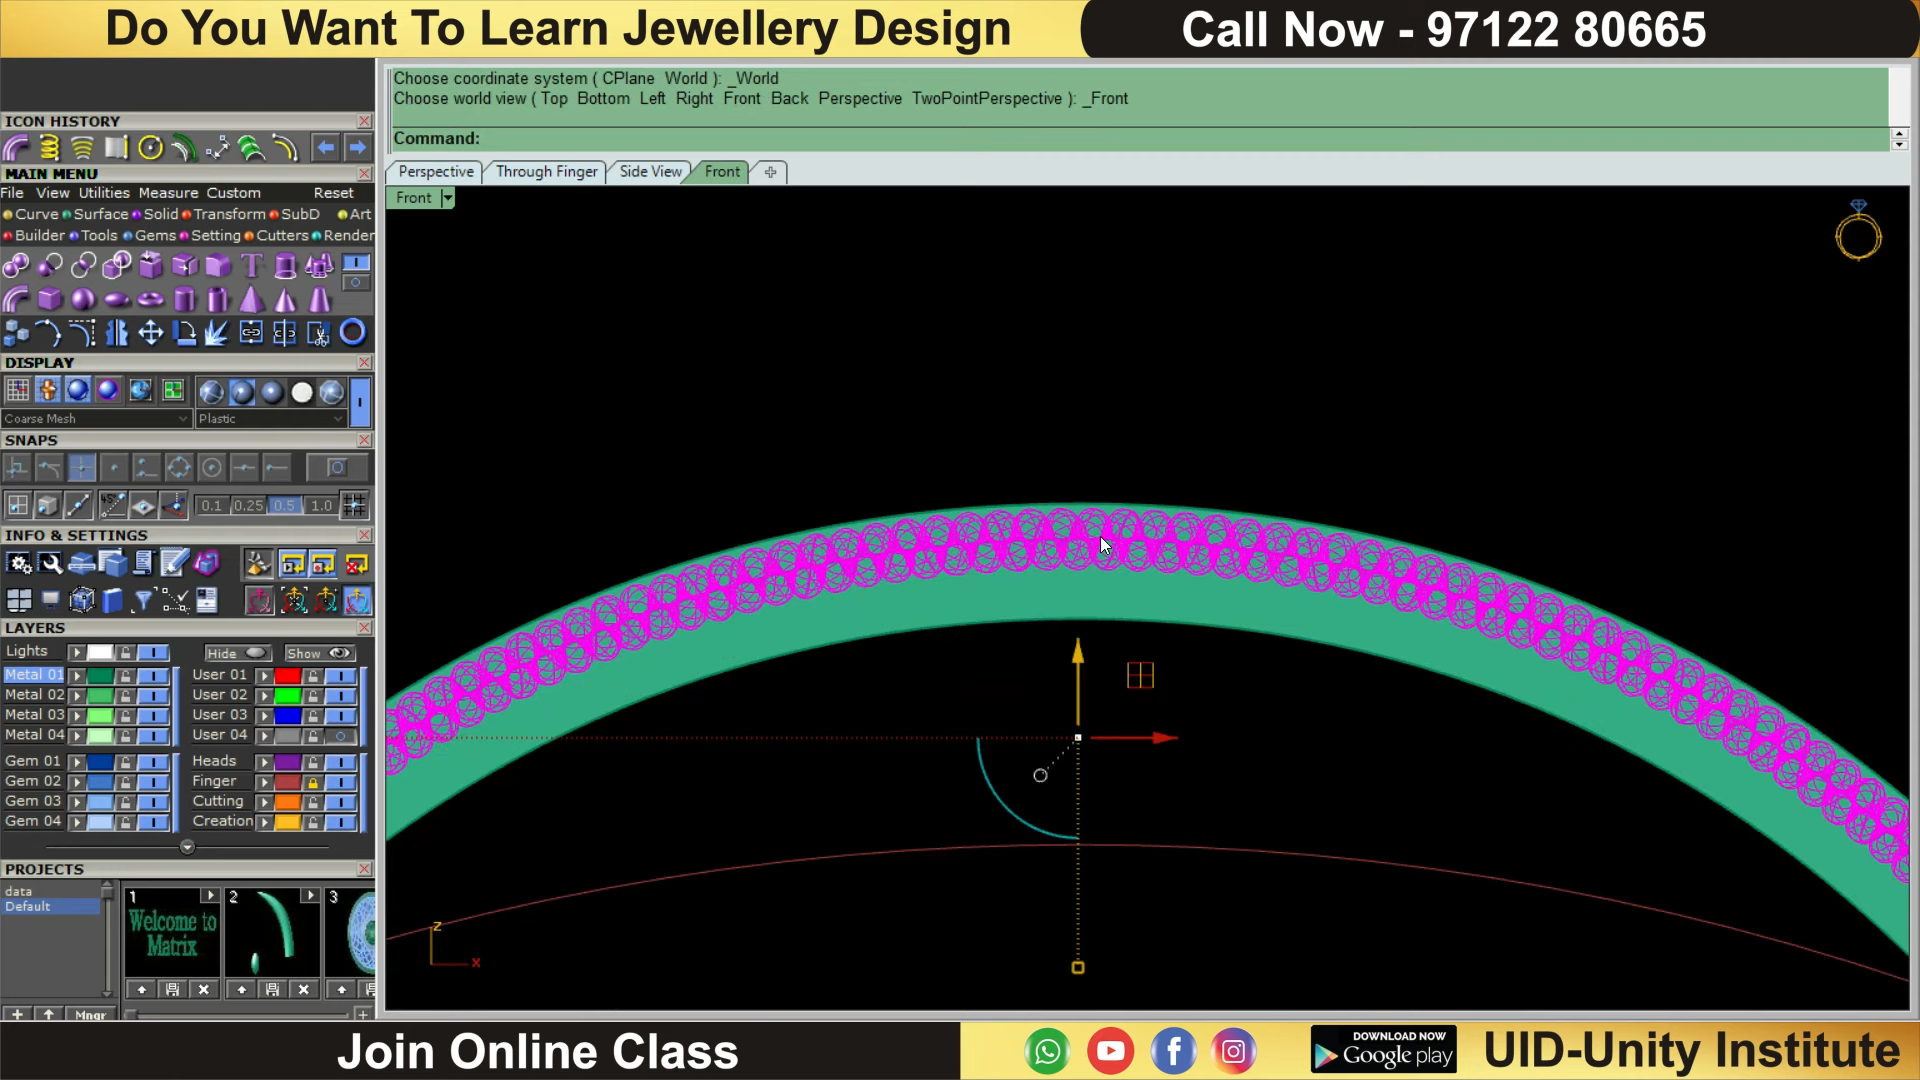 Do You Want To Learn Jewellery Design
Call Now - 97122 80665
Choose coordinate system ( CPlane World ): _World
Choose world view ( Top Bottom Left Right Front Back Perspective TwoPointPerspective ): _Front
Command:
Perspective Through Finger Side View Front
Front
ICON HISTORY
MAIN MENU
File View Utilities Measure Custom Reset
Curve Surface Solid Transform SubD Art
Builder Tools Gems Setting Cutters Render
DISPLAY
Coarse Mesh Plastic
SNAPS
45°
0.1 0.25 0.5 1.0
INFO & SETTINGS
LAYERS
Lights Hide Show
Metal 01 User 01
Metal 02 User 02
Metal 03 User 03
Metal 04 User 04
Gem 01 Heads
Gem 02 Finger
Gem 03 Cutting
Gem 04 Creation
PROJECTS
data
Default
1 2 3
Welcome to
Matrix
Mngr
z
x
Join Online Class
DOWNLOAD NOW
Google play
UID-Unity Institute